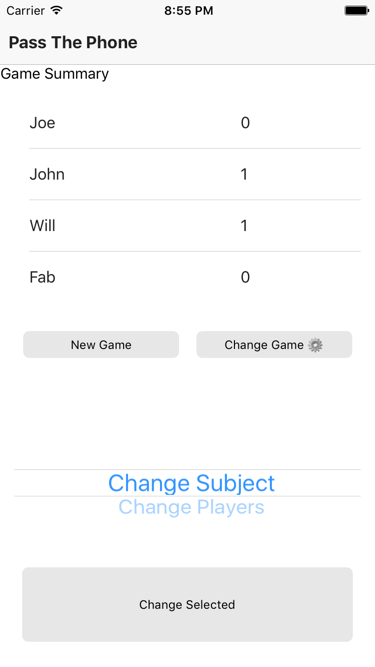 Carrier 8:55 PM
Pass The Phone
Game Summary
Joe 0
John 1
Will 1
Fab 0
New Game Change Game ⚙️
Change Subject
Change Players
Change Selected